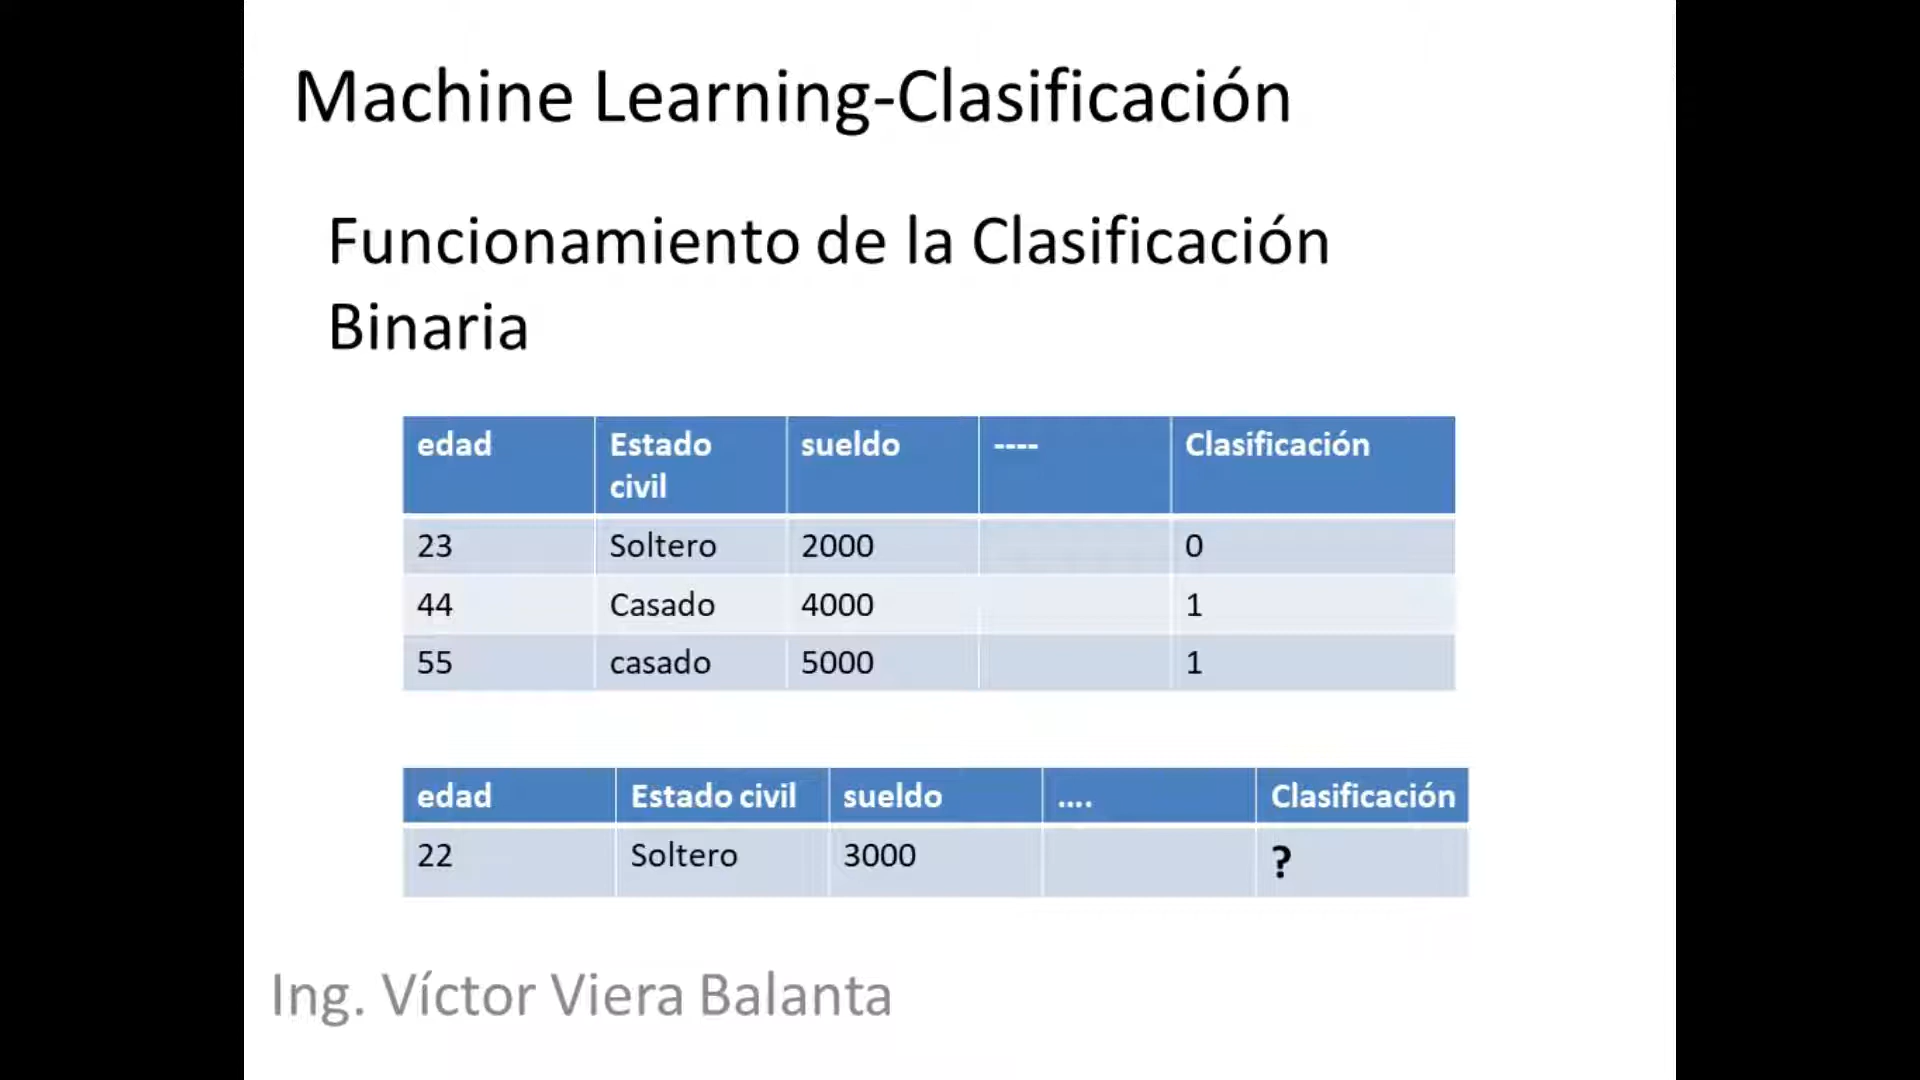 Machine Learning-Clasificación
Funcionamiento de la Clasificación
Binaria
edad Estado civil sueldo ---- Clasificación
23 Soltero 2000 0
44 Casado 4000 1
55 casado 5000 1
edad Estado civil sueldo .... Clasificación
22 Soltero 3000 ?
Ing. Víctor Viera Balanta